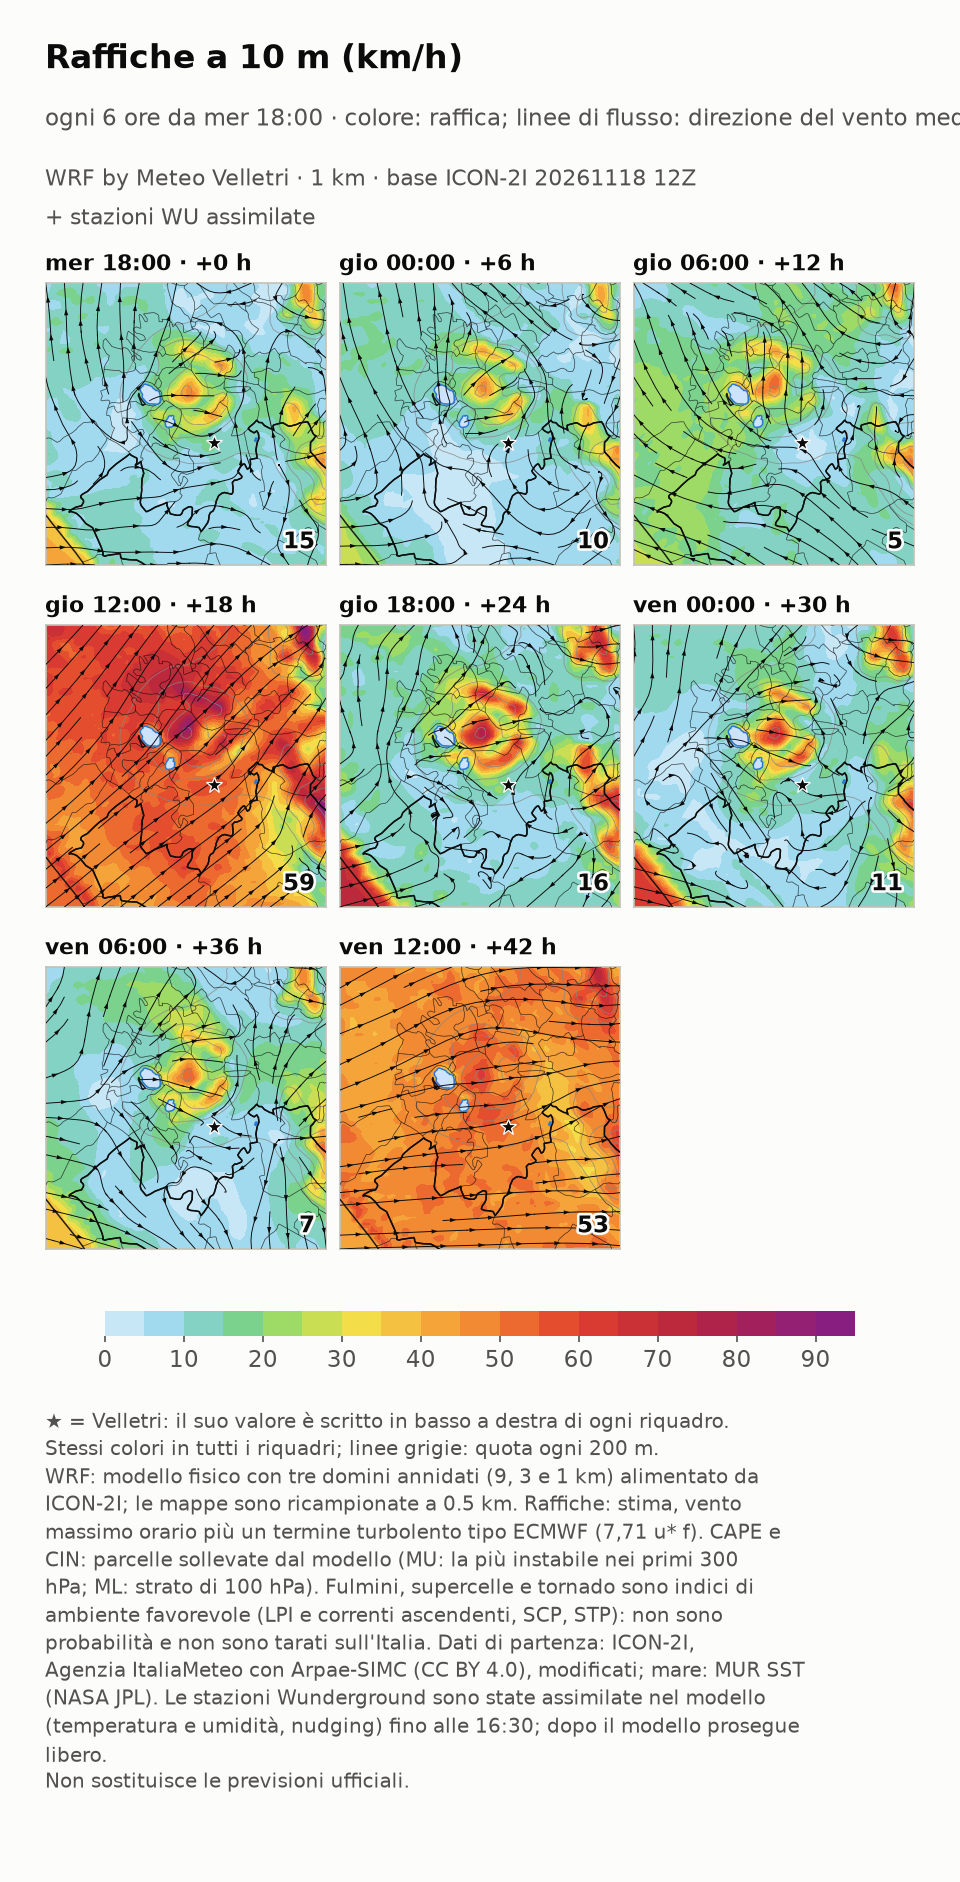 Raffiche a 10 m (km/h)
ogni 6 ore da mer 18:00 · colore: raffica; linee di flusso: direzione del vento
WRF by Meteo Velletri · 1 km · base ICON-2I 20261118 12Z
+ stazioni WU assimilate
mer 18:00 · +0 h
gio 00:00 · +6 h
gio 06:00 · +12 h
15
10
5
gio 12:00 · +18 h
gio 18:00 · +24 h
ven 00:00 · +30 h
59
16
11
ven 06:00 · +36 h
ven 12:00 · +42 h
7
53
0 10 20 30 40 50 60 70 80 90
★ = Velletri: il suo valore è scritto in basso a destra di ogni riquadro.
Stessi colori in tutti i riquadri; linee grigie: quota ogni 200 m.
WRF: modello fisico con tre domini annidati (9, 3 e 1 km) alimentato da
ICON-2I; le mappe sono ricampionate a 0.5 km. Raffiche: stima, vento
massimo orario più un termine turbolento tipo ECMWF (7,71 u* f). CAPE e
CIN: parcelle sollevate dal modello (MU: la più instabile nei primi 300
hPa; ML: strato di 100 hPa). Fulmini, supercelle e tornado sono indici di
ambiente favorevole (LPI e correnti ascendenti, SCP, STP): non sono
probabilità e non sono tarati sull'Italia. Dati di partenza: ICON-2I,
Agenzia ItaliaMeteo con Arpae-SIMC (CC BY 4.0), modificati; mare: MUR SST
(NASA JPL). Le stazioni Wunderground sono state assimilate nel modello
(temperatura e umidità, nudging) fino alle 16:30; dopo il modello prosegue
libero.
Non sostituisce le previsioni ufficiali.